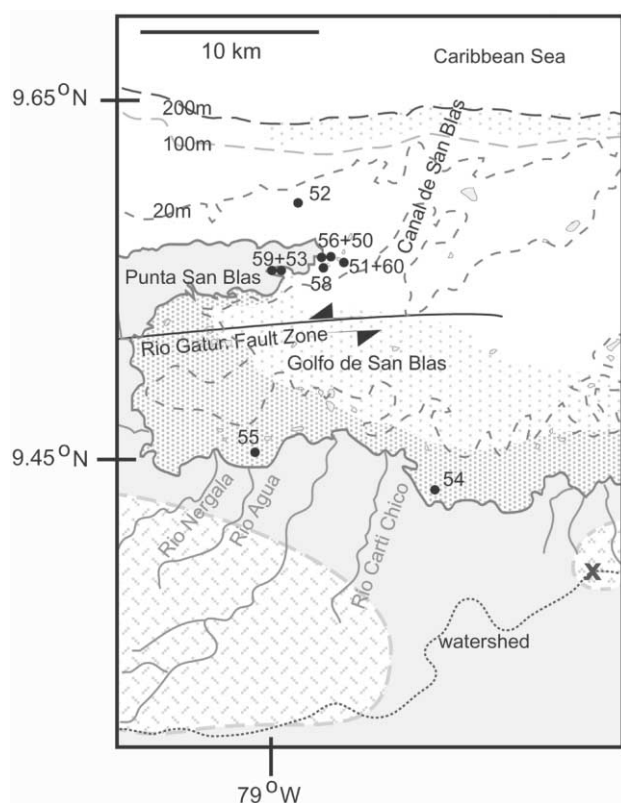 10 km
Caribbean Sea
9.65°N
200m
100m
Canal de San Blas
20m
52
56+50
59+53
51+60
Punta San Blas
58
Rio Gatun Fault Zone
Golfo de San Blas
55
9.45°N
54
Rio Nergala
Rio Agua
Rio Carti Chico
X
watershed
79°W